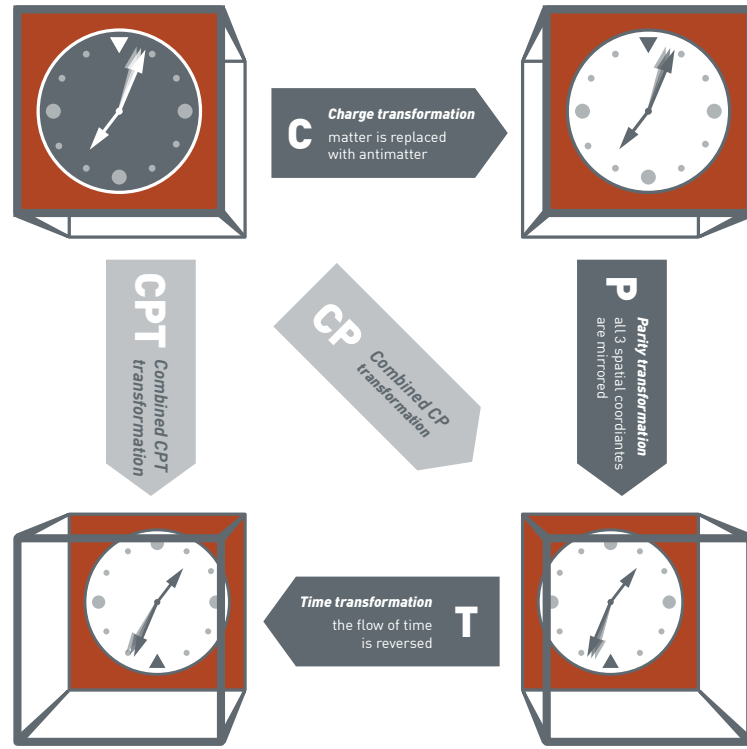 C
Charge transformation
matter is replaced
with antimatter
CPT
Combined CPT
transformation
CP
Combined CP
transformation
P
Parity transformation
all 3 spatial coordiantes
are mirrored
Time transformation
the flow of time
is reversed
T